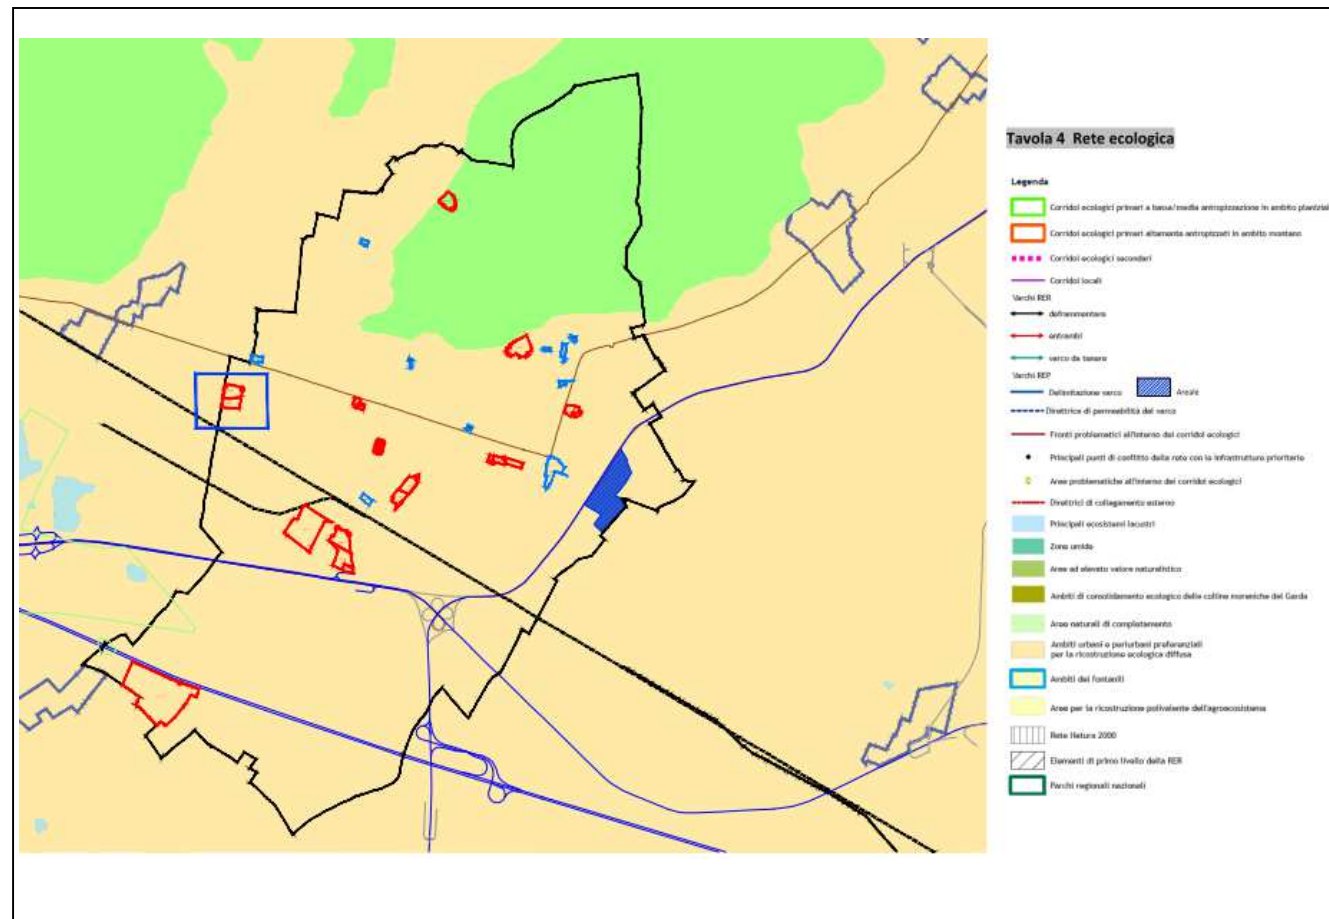 Tavola 4 Rete ecologica
Legenda
Corridoi ecologici primari a bassa/media antropizzazione in ambito planizial
Corridoi ecologici primari altamente antropizzati in ambito montano
Corridoi ecologici secondari
Corridoi locali
Varchi RER
deframmentare
entrambi
varco da tenere
Varchi REP
Delimitazione varco
Areale
Direttrice di permeabilità del varco
Fronti problematici all'interno dei corridoi ecologici
Principali punti di conflitto della rete con le infrastrutture prioritarie
Aree problematiche all'interno dei corridoi ecologici
Direttrici di collegamento esterno
Principali ecosistemi lacustri
Zone umide
Aree ad elevato valore naturalistico
Ambiti di consolidamento ecologico delle colline moreniche del Garda
Aree naturali di completamento
Ambiti urbani e periurbani preferenziali
per la ricostruzione ecologica diffusa
Ambiti dei fontanili
Aree per la ricostruzione polivalente dell'agroecosistema
Rete Natura 2000
Elementi di primo livello della RER
Parchi regionali nazionali